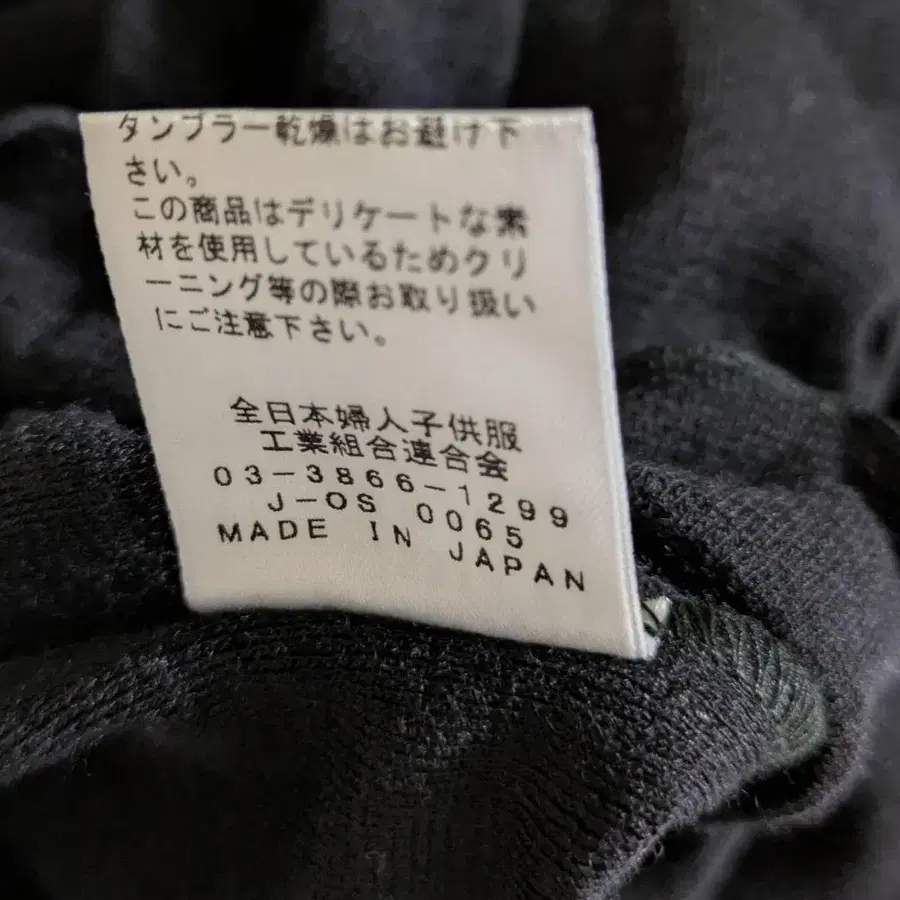 タンブラー乾燥はお避け下
さい。
この商品はデリケートな素
材を使用しているためクリ
ーニング等の際お取り扱い
にご注意下さい。
全日本婦人子供服
工業組合連合会
03-3866-1299
J-OS 0065
MADE IN JAPAN